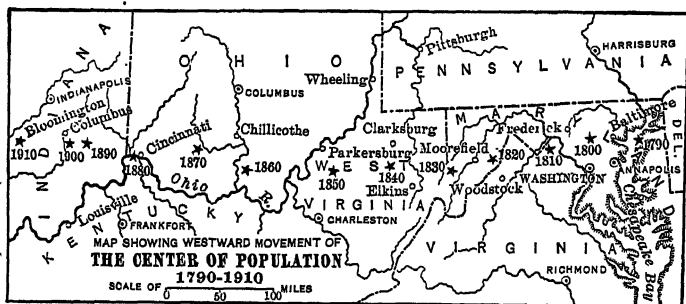 INDIANA
OHIO
PENNSYLVANIA
Pittsburgh
HARRISBURG
Wheeling
INDIANAPOLIS
COLUMBUS
Bloomington
Columbus
Cincinnati
Chillicothe
Clarksburg
Parkersburg
Moorefield
MAR
Frederick
Baltimore
DEL.
1910
1900
1890
1880
1870
1860
1850
1840
1830
1820
1810
1800
1790
WEST
VIRGINIA
Elkins
Woodstock
WASHINGTON
ANNAPOLIS
Ohio
R.
Louisville
FRANKFORT
KENTUCKY
CHARLESTON
VIRGINIA
RICHMOND
Chesapeake Bay
D
MAP SHOWING WESTWARD MOVEMENT OF
THE CENTER OF POPULATION
1790-1910
SCALE OF
MILES
0 50 100